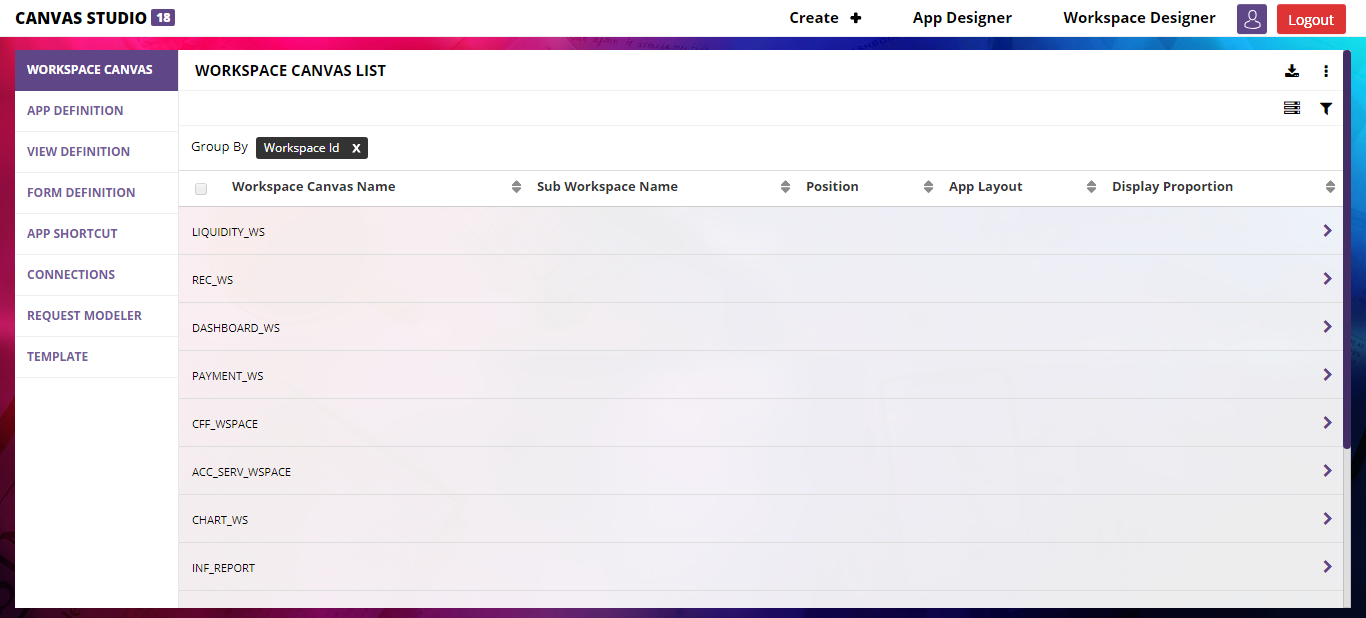 CANVAS STUDIO 18
Create + App Designer Workspace Designer Logout
WORKSPACE CANVAS
APP DEFINITION
VIEW DEFINITION
FORM DEFINITION
APP SHORTCUT
CONNECTIONS
REQUEST MODELER
TEMPLATE
WORKSPACE CANVAS LIST
Group By Workspace Id x
Workspace Canvas Name Sub Workspace Name Position App Layout Display Proportion
LIQUIDITY_WS
REC_WS
DASHBOARD_WS
PAYMENT_WS
CFF_WSPACE
ACC_SERV_WSPACE
CHART_WS
INF_REPORT